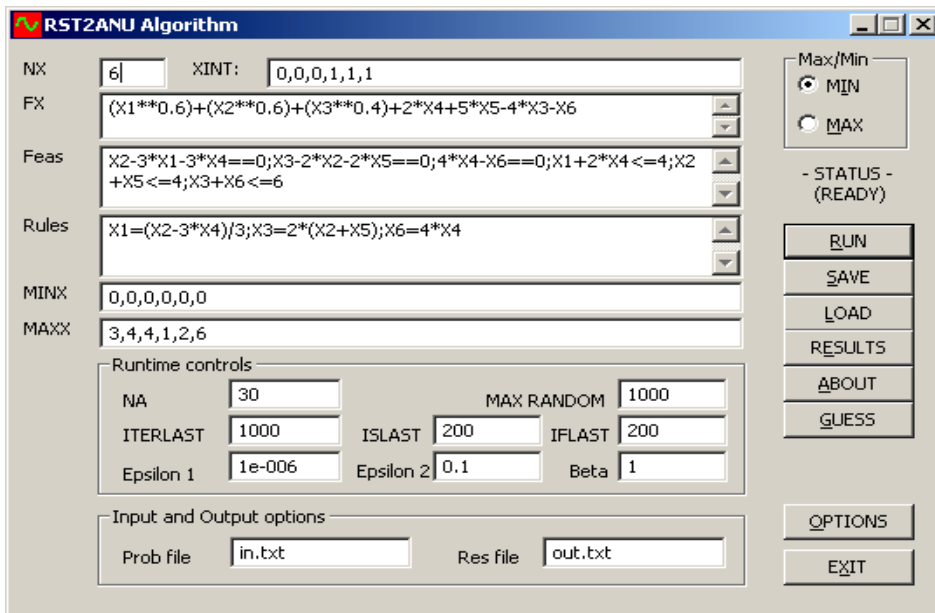 RST2ANU Algorithm
NX 6 XINT: 0,0,0,1,1,1
FX (X1**0.6)+(X2**0.6)+(X3**0.4)+2*X4+5*X5-4*X3-X6
Feas X2-3*X1-3*X4==0;X3-2*X2-2*X5==0;4*X4-X6==0;X1+2*X4<=4;X2
+X5<=4;X3+X6<=6
Rules X1=(X2-3*X4)/3;X3=2*(X2+X5);X6=4*X4
MINX 0,0,0,0,0,0
MAXX 3,4,4,1,2,6
Runtime controls
NA 30 MAX RANDOM 1000
ITERLAST 1000 ISLAST 200 IFLAST 200
Epsilon 1 1e-006 Epsilon 2 0.1 Beta 1
Input and Output options
Prob file in.txt Res file out.txt
Max/Min
MIN
MAX
- STATUS -
(READY)
RUN
SAVE
LOAD
RESULTS
ABOUT
GUESS
OPTIONS
EXIT